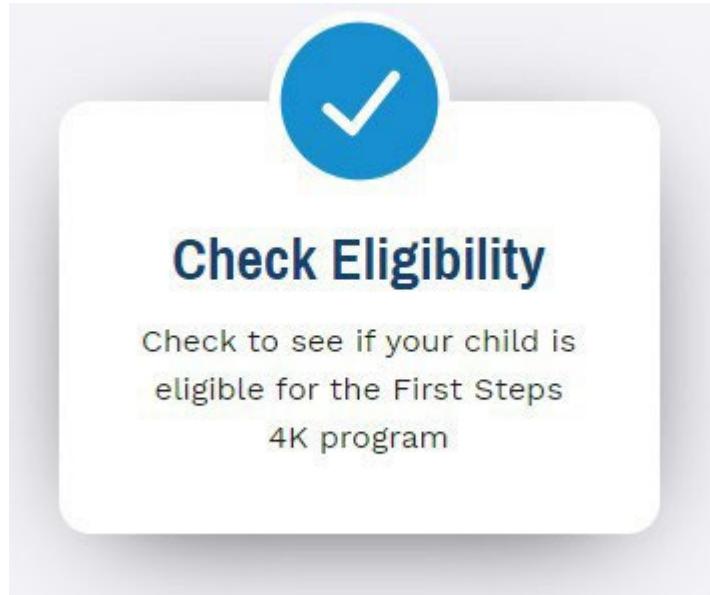 Check Eligibility
Check to see if your child is
eligible for the First Steps
4K program